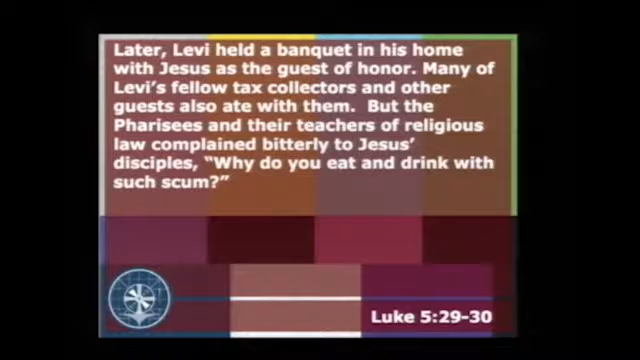 Later, Levi held a banquet in his home
with Jesus as the guest of honor. Many of
Levi's fellow tax collectors and other
guests also ate with them.  But the
Pharisees and their teachers of religious
law complained bitterly to Jesus'
disciples, “Why do you eat and drink with
such scum?”
Luke 5:29-30